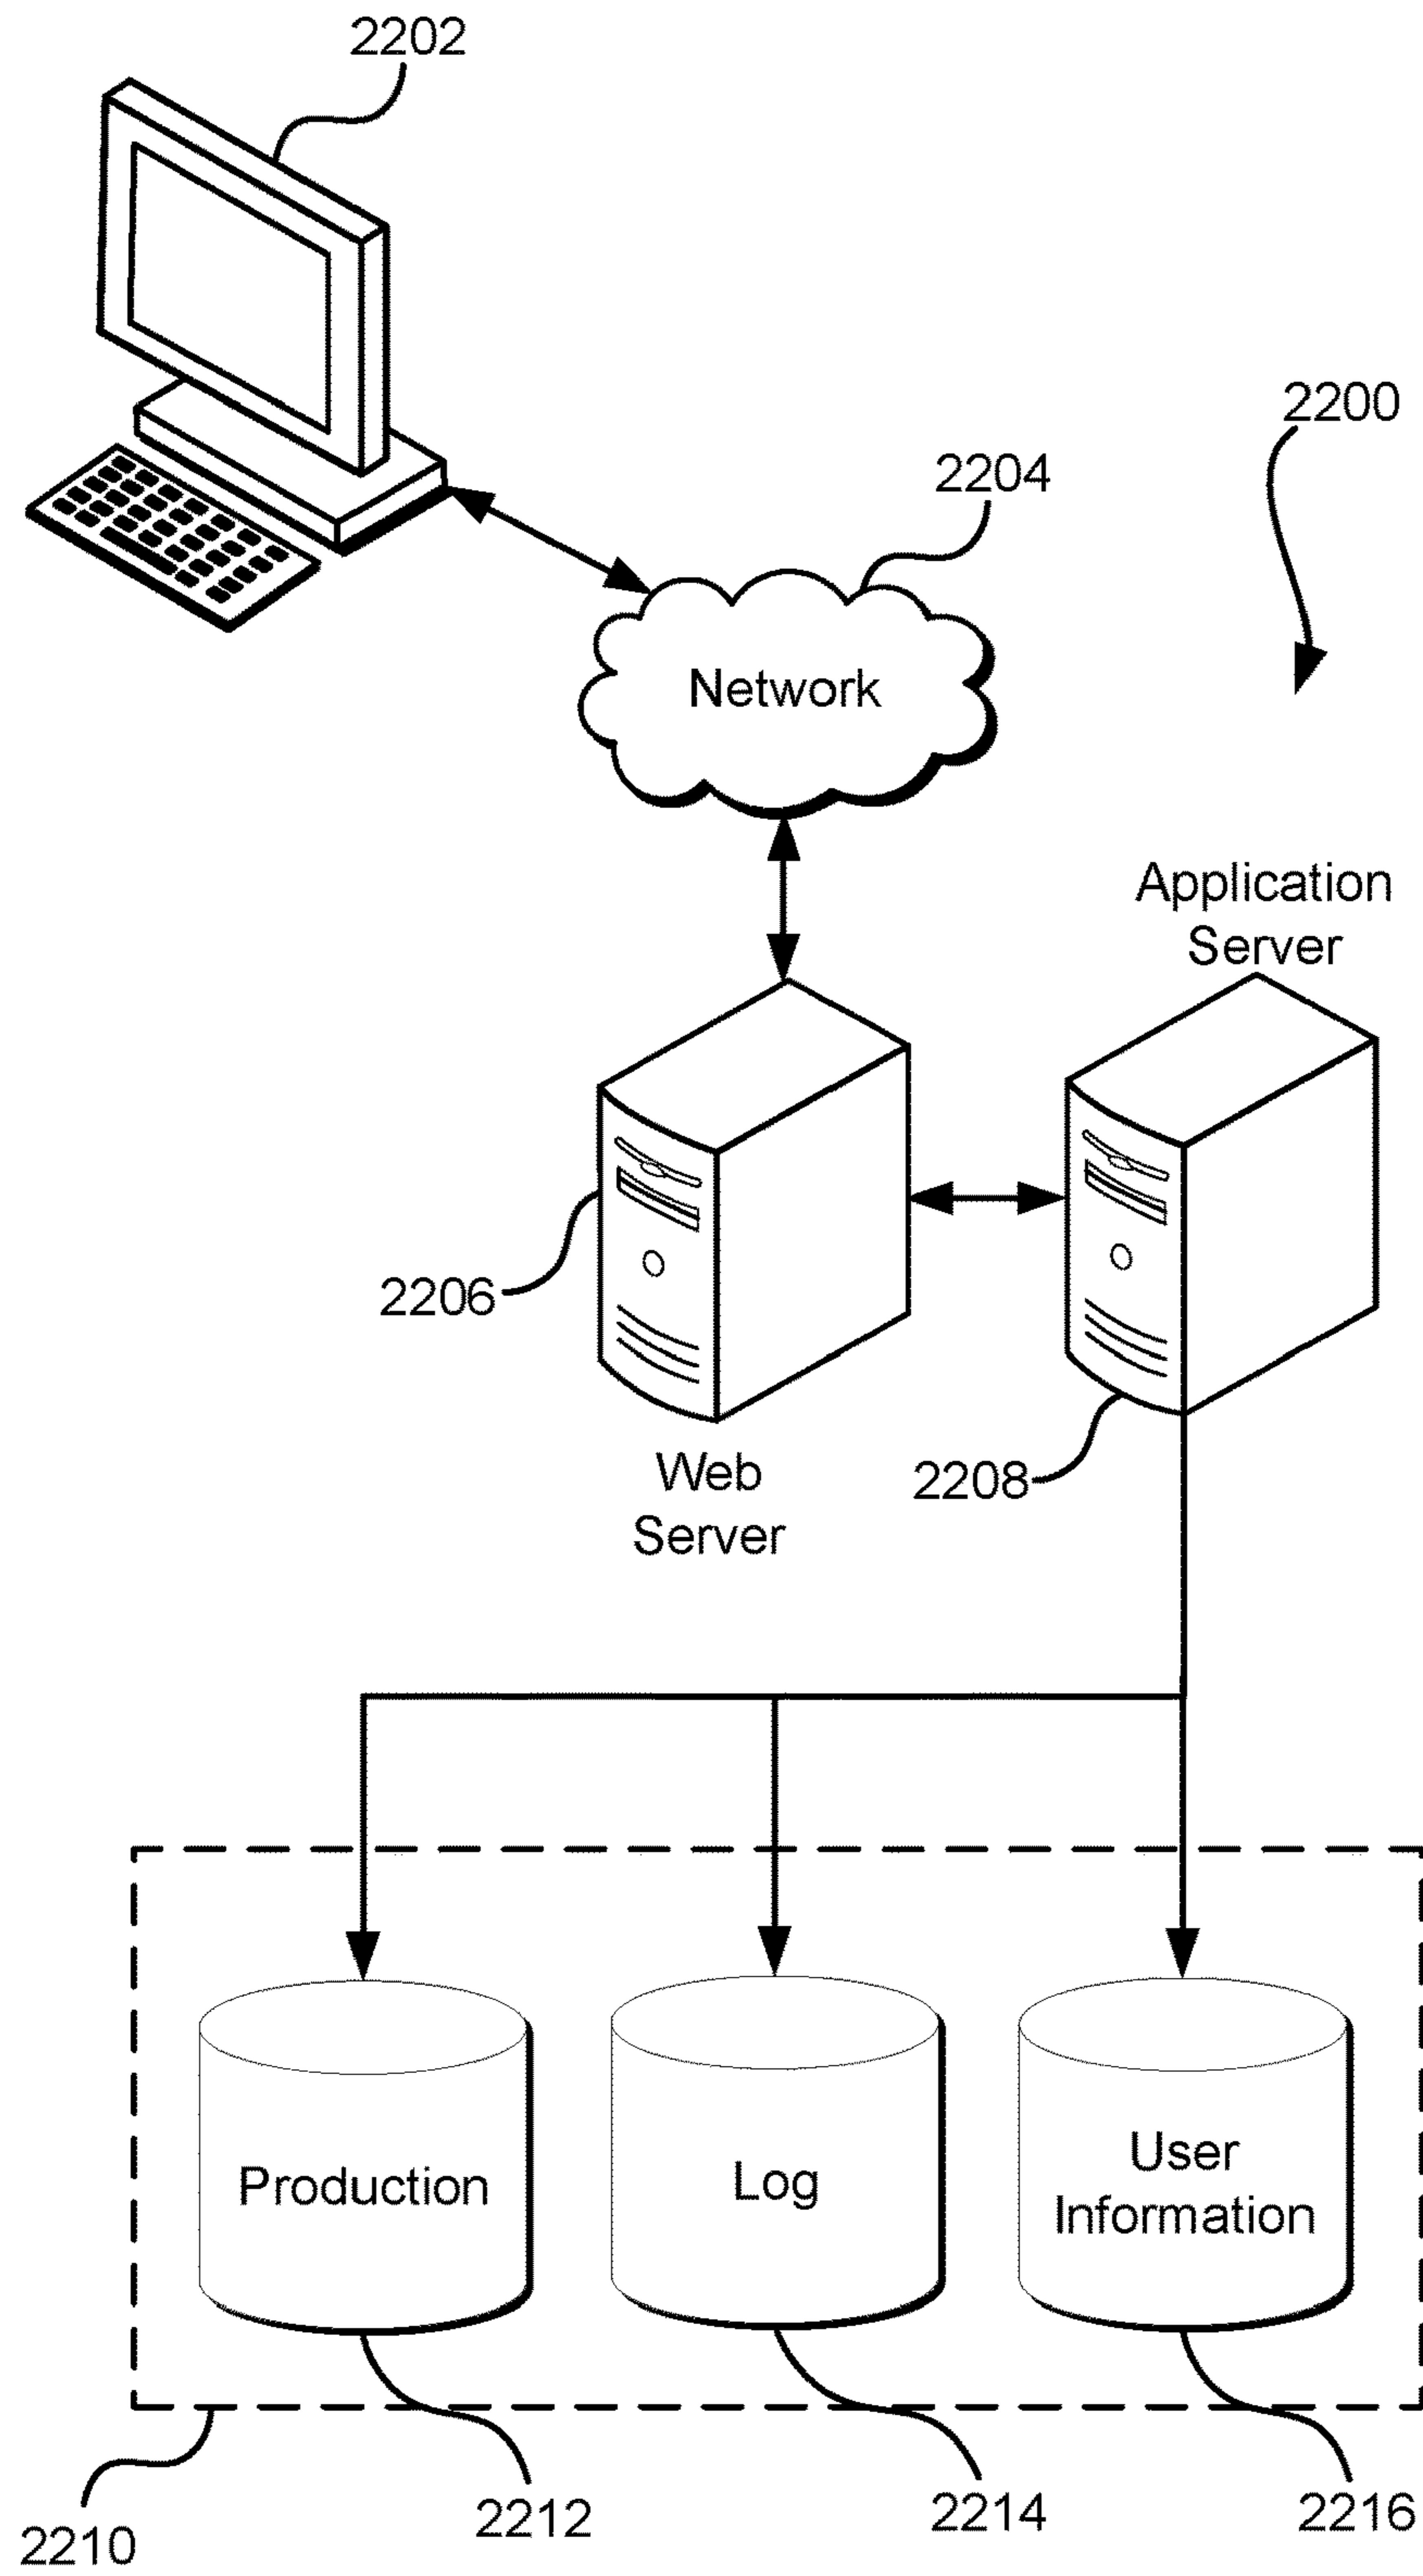 2202
2200
2204
Network
Application
Server
2206
Web
Server
2208
Production
Log
User
Information
2210
2212
2214
2216